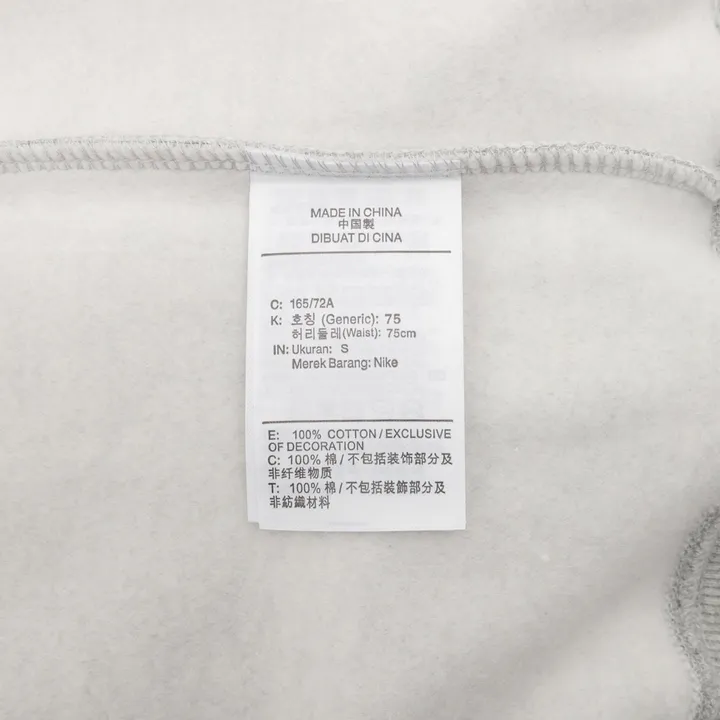 MADE IN CHINA
中国製
DIBUAT DI CINA
C: 165/72A
K: 호칭 (Generic): 75
허리둘레(Waist): 75cm
IN: Ukuran: S
Merek Barang: Nike
E: 100% COTTON / EXCLUSIVE
OF DECORATION
C: 100% 棉 / 不包括装饰部分及
非纤维物质
T: 100% 棉 / 不包括裝飾部分及
非紡織材料